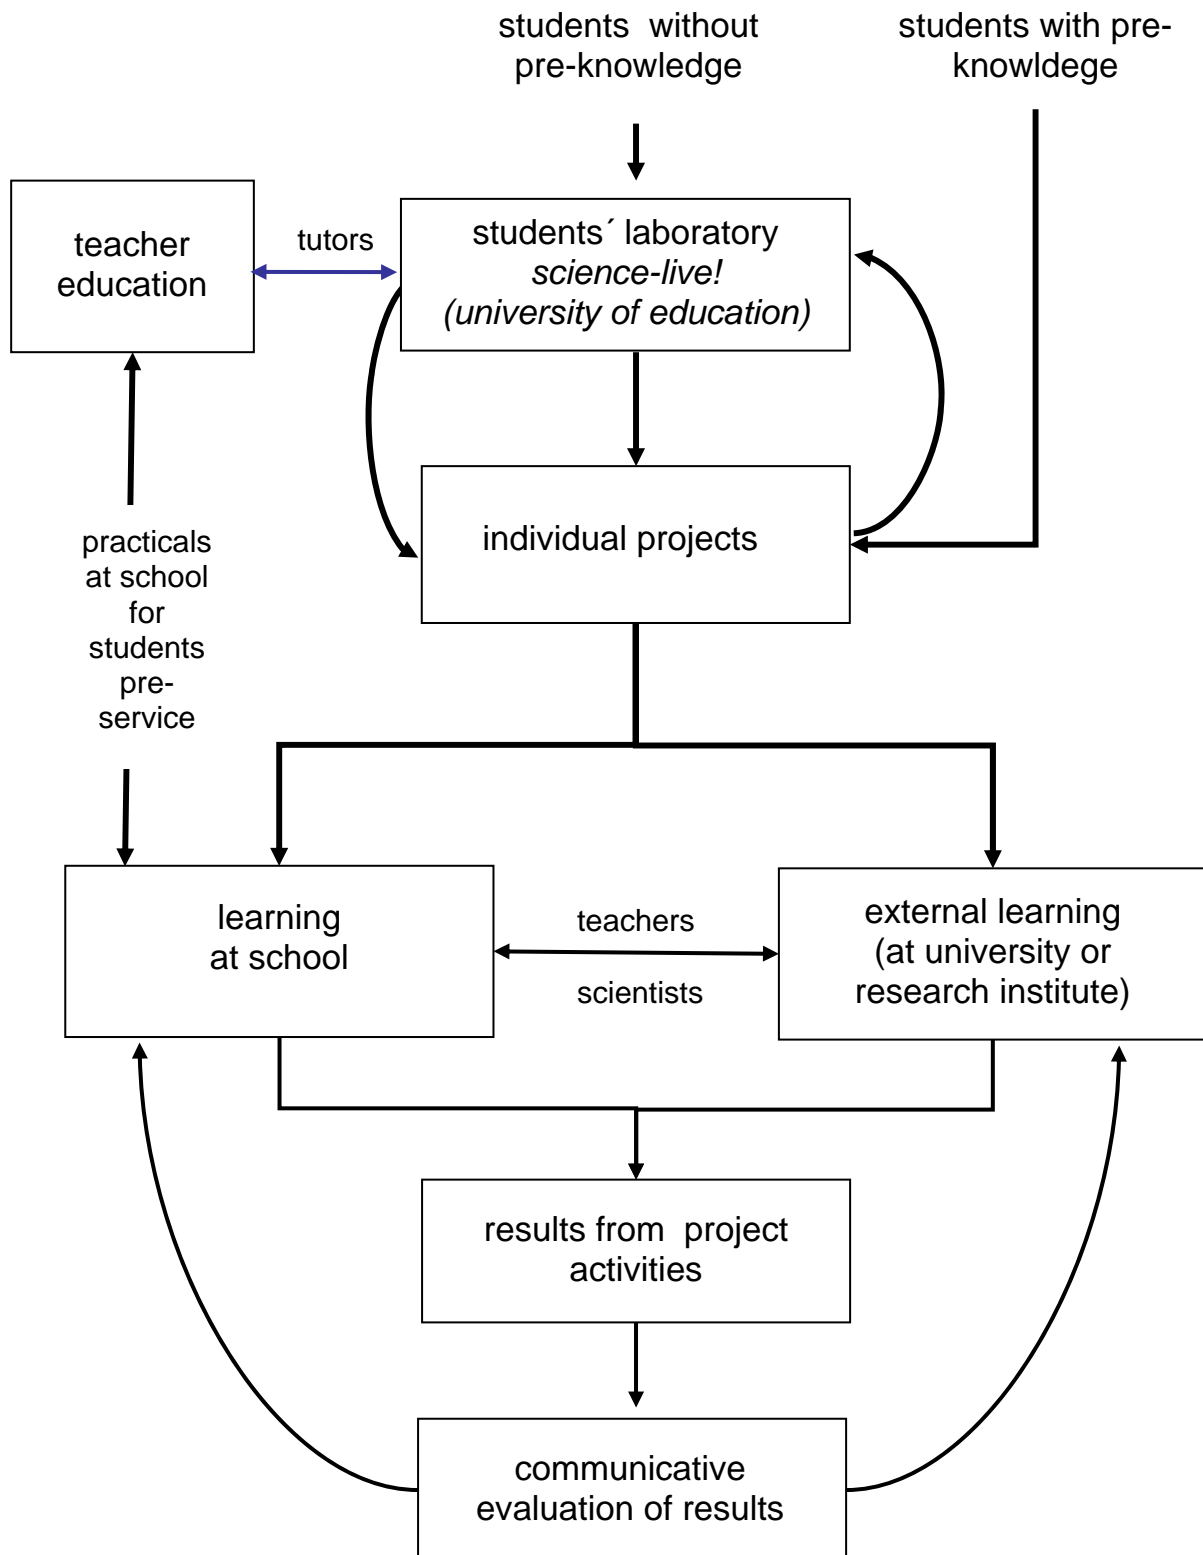 students  without
pre-knowledge
students with pre-
knowldege
teacher
education
tutors
students´ laboratory
science-live!
(university of education)
individual projects
practicals
at school
for
students
pre-
service
learning
at school
teachers
scientists
external learning
(at university or
research institute)
results from  project
activities
communicative
evaluation of results